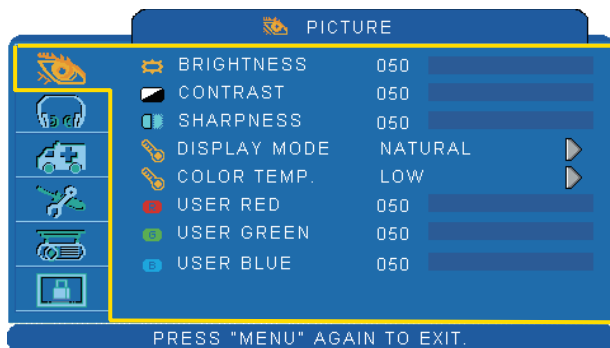 PICTURE
BRIGHTNESS 050
CONTRAST 050
SHARPNESS 050
DISPLAY MODE NATURAL
COLOR TEMP. LOW
USER RED 050
G USER GREEN 050
B USER BLUE 050
PRESS "MENU" AGAIN TO EXIT.